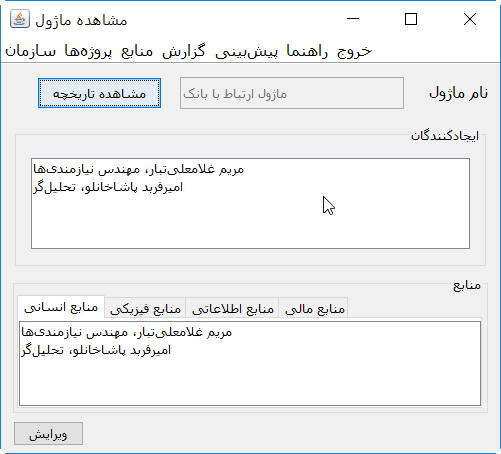 مشاهده ماژول
سازمان پروژه‌ها منابع گزارش پیش‌بینی راهنما خروج
نام ماژول ماژول ارتباط با بانک مشاهده تاریخچه
ایجادکنندگان
مریم غلامعلی‌تبار، مهندس نیازمندی‌ها
امیرفربد پاشاخانلو، تحلیل‌گر
منابع
منابع انسانی منابع فیزیکی منابع اطلاعاتی منابع مالی
مریم غلامعلی‌تبار، مهندس نیازمندی‌ها
امیرفربد پاشاخانلو، تحلیل‌گر
ویرایش